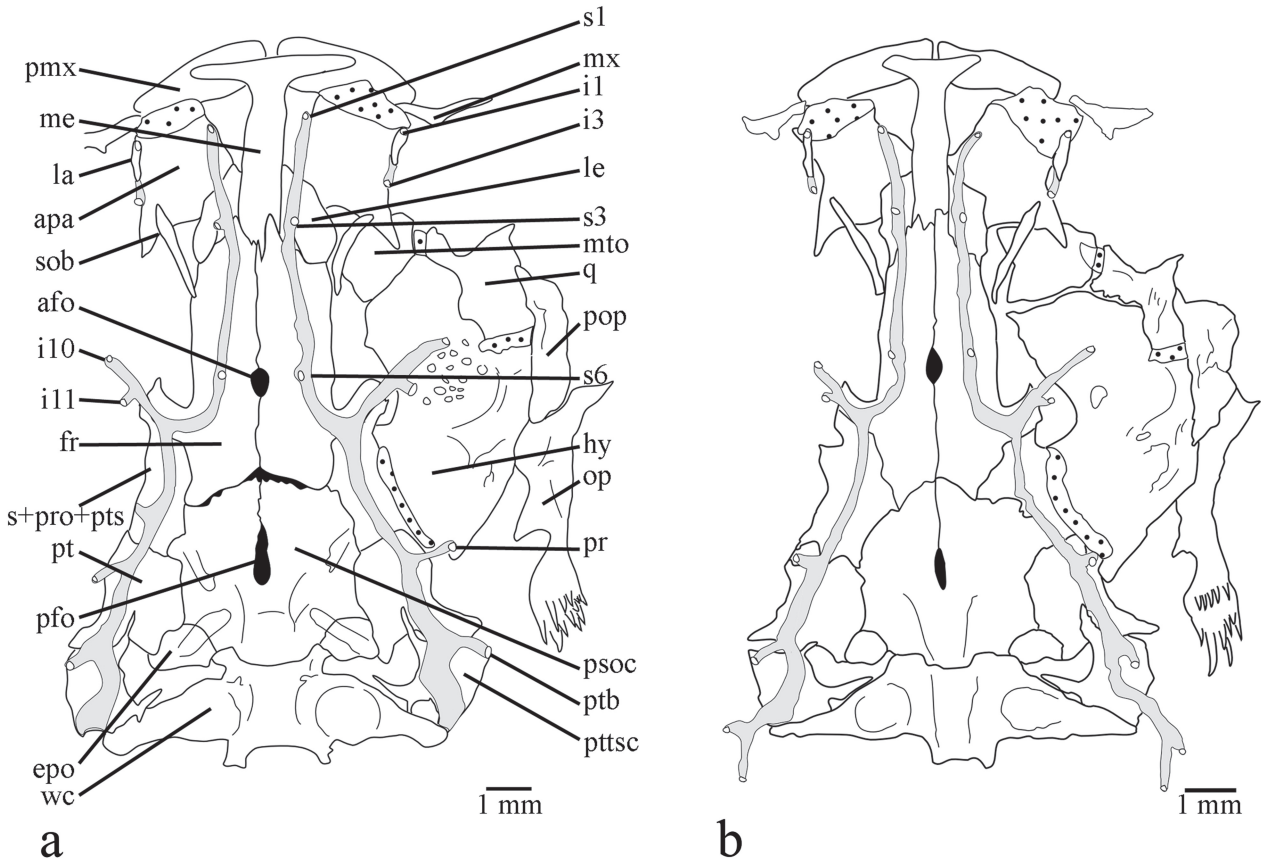 pmx
me
la
apa
sob
afo
i10
i11
fr
s+pro+pts
pt
pfo
epo
wc
s1
mx
i1
i3
le
s3
mto
q
pop
s6
hy
op
pr
psoc
ptb
pttsc
1 mm
a
1 mm
b